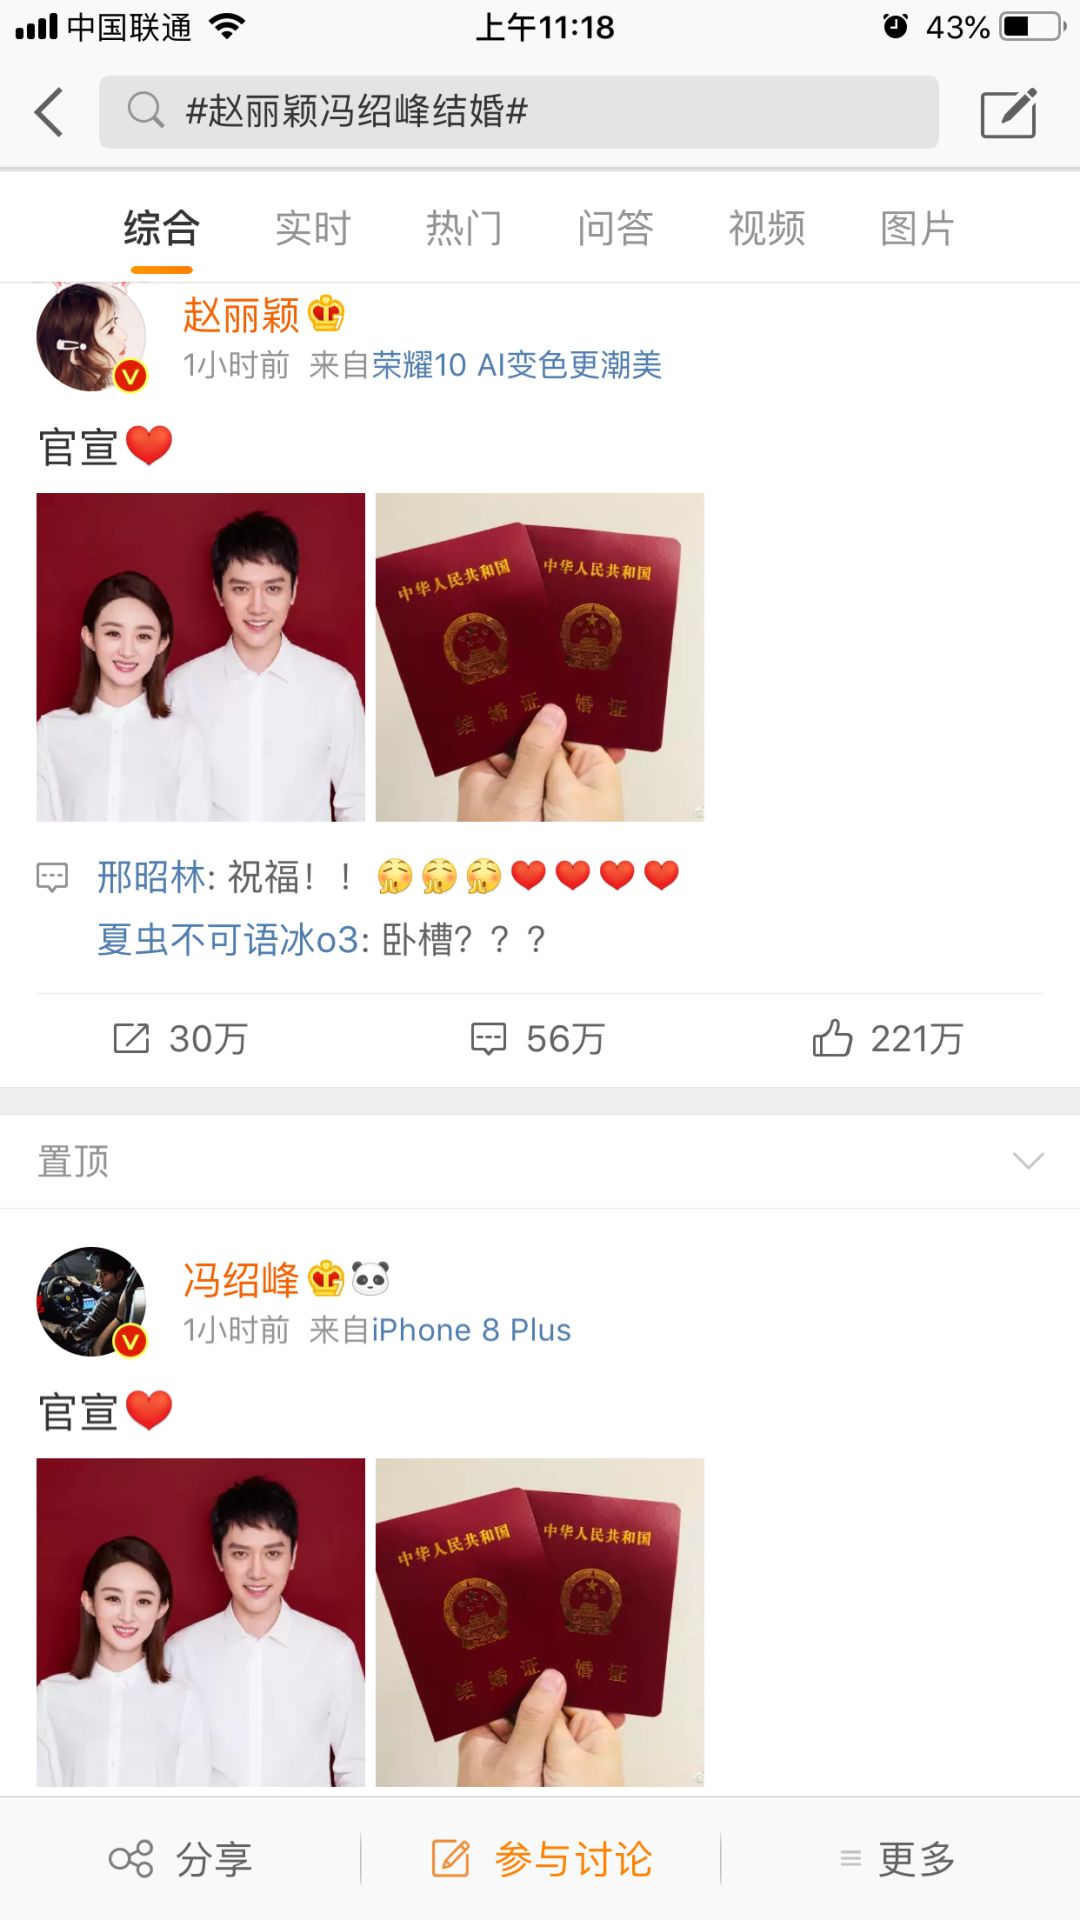 中国联通 上午11:18 43%
#赵丽颖冯绍峰结婚#
综合 实时 热门 问答 视频 图片
赵丽颖
1小时前 来自荣耀10 AI变色更潮美
官宣❤️
中华人民共和国 中华人民共和国
结婚证 婚证
邢昭林: 祝福！！🥱🥱🥱❤️❤️❤️❤️
夏虫不可语冰o3: 卧槽？？？
30万 56万 221万
置顶
冯绍峰
1小时前 来自iPhone 8 Plus
官宣❤️
中华人民共和国 中华人民共和国
结婚证 婚证
分享 参与讨论 更多